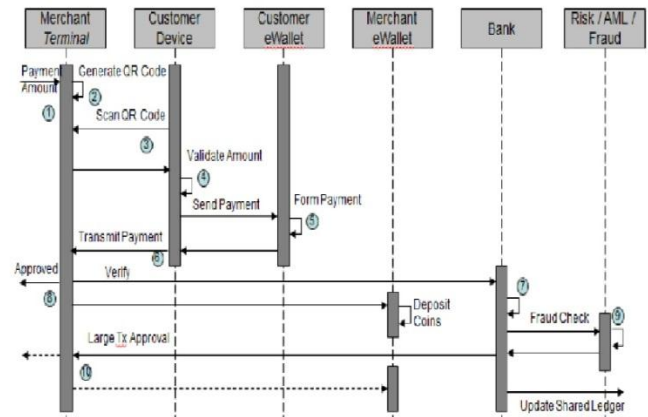 Merchant
Terminal
Customer
Device
Customer
eWallet
Merchant
eWallet
Bank
Risk / AML /
Fraud
Payment
Amount
Generate QR Code
①
②
Scan QR Code
③
Validate Amount
④
Send Payment
Form Payment
⑤
Transmit Payment
⑥
Approved
Verify
⑦
⑧
Deposit
Coins
Fraud Check
⑨
Large Tx Approval
⑩
Update Shared Ledger